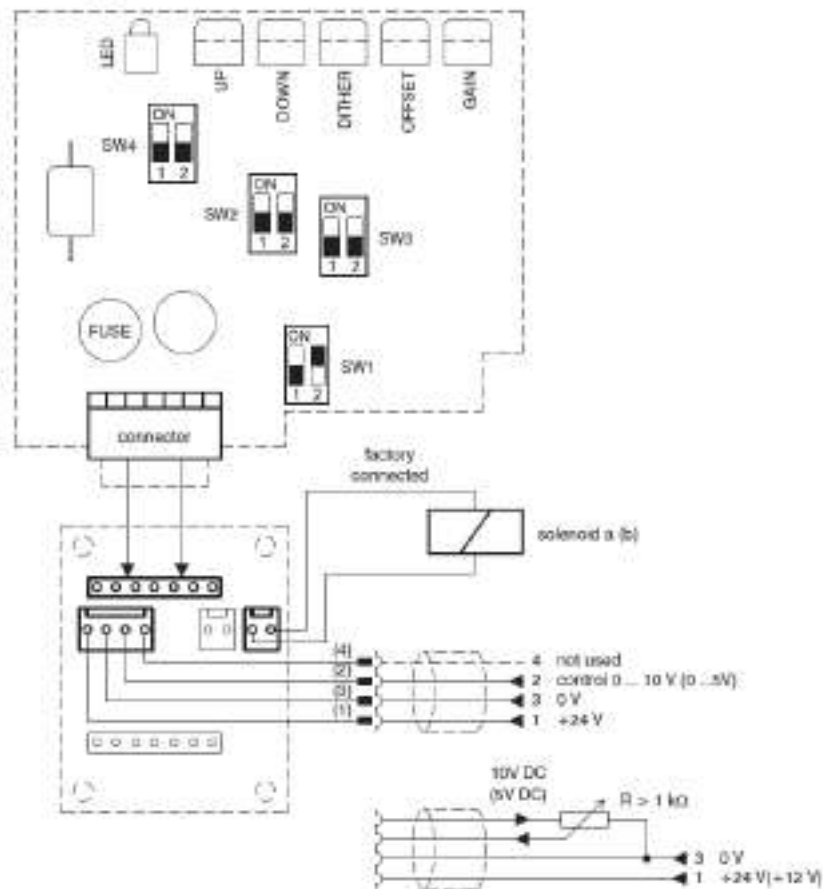 LED
UP
DOWN
DITHER
OFFSET
GAIN
ON
SW4
1 2
ON
SW2
1 2
ON
SW3
1 2
FUSE
ON
SW1
1 2
connector
factory
connected
solenoid a (b)
(4)
4 not used
(2)
2 control 0 ... 10 V (0 ...5V)
(3)
3 0 V
(1)
1 +24 V
10V DC
(5V DC)
R > 1 kΩ
3 0 V
1 +24 V(+12 V)